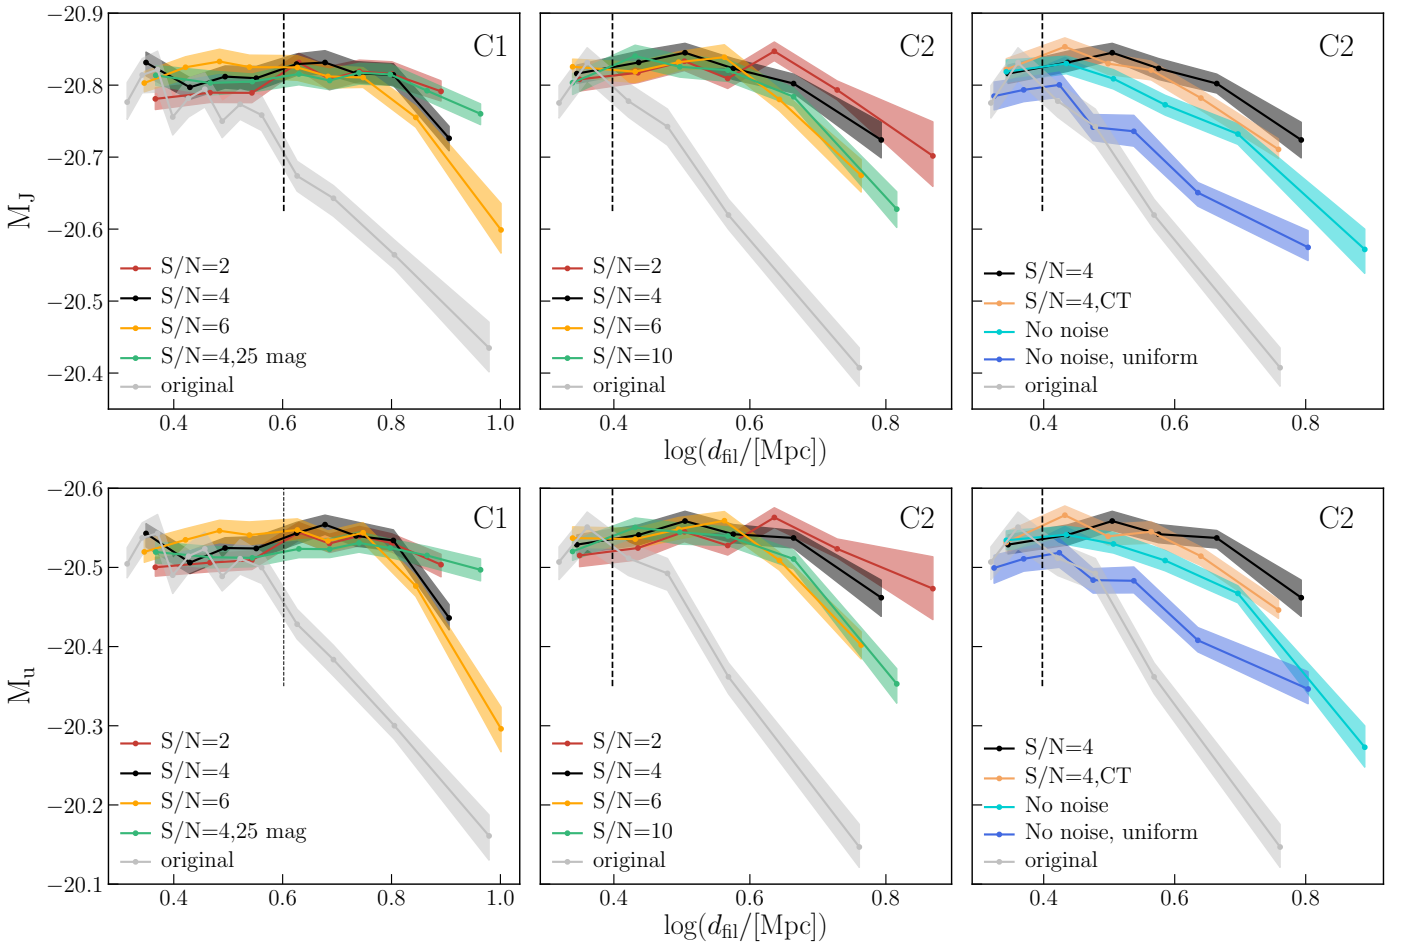 −20.9
−20.8
−20.7
−20.6
−20.5
−20.4
M_J
C1
S/N=2
S/N=4
S/N=6
S/N=4,25 mag
original
0.4 0.6 0.8 1.0
C2
S/N=2
S/N=4
S/N=6
S/N=10
original
0.4 0.6 0.8
C2
S/N=4
S/N=4,CT
No noise
No noise, uniform
original
0.4 0.6 0.8
log(d_fil/[Mpc])
−20.6
−20.5
−20.4
−20.3
−20.2
−20.1
M_u
C1
S/N=2
S/N=4
S/N=6
S/N=4,25 mag
original
0.4 0.6 0.8 1.0
C2
S/N=2
S/N=4
S/N=6
S/N=10
original
0.4 0.6 0.8
C2
S/N=4
S/N=4,CT
No noise
No noise, uniform
original
0.4 0.6 0.8
log(d_fil/[Mpc])